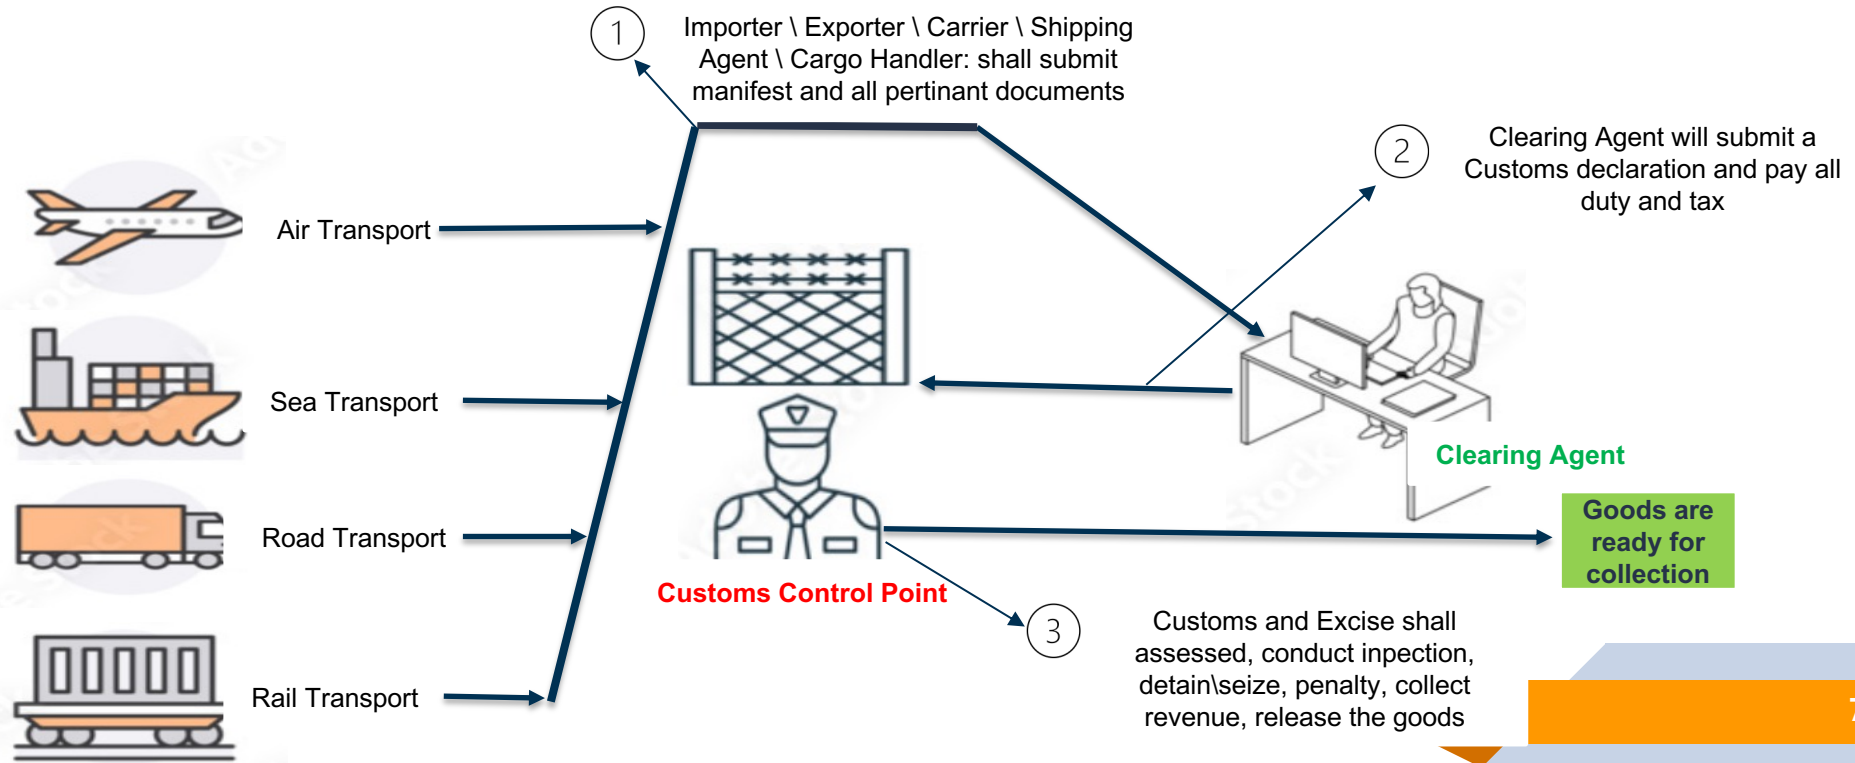 1
Importer \ Exporter \ Carrier \ Shipping
Agent \ Cargo Handler: shall submit
manifest and all pertinant documents
2
Clearing Agent will submit a
Customs declaration and pay all
duty and tax
Air Transport
Sea Transport
Road Transport
Rail Transport
Clearing Agent
Goods are
ready for
collection
Customs Control Point
3
Customs and Excise shall
assessed, conduct inpection,
detain\seize, penalty, collect
revenue, release the goods